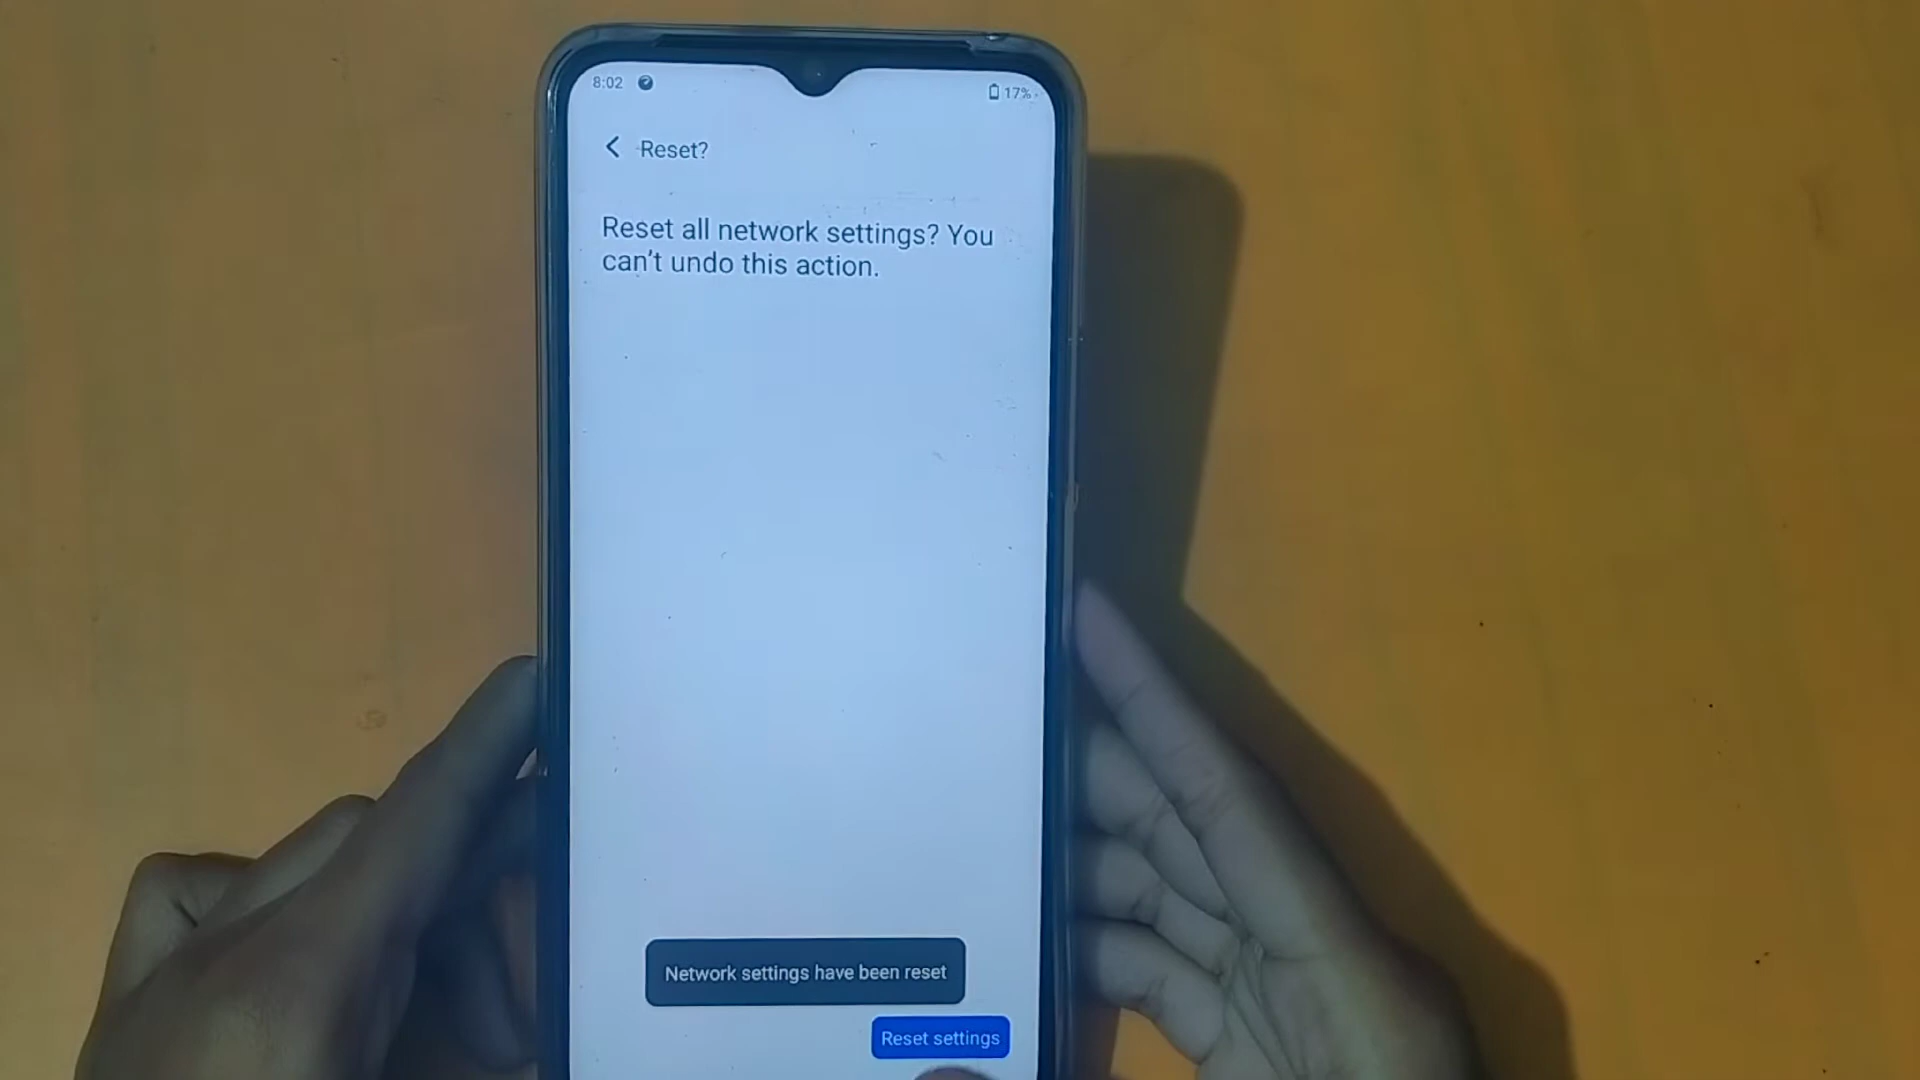 8:02
17%
Reset?
Reset all network settings? You
can't undo this action.
Network settings have been reset
Reset settings